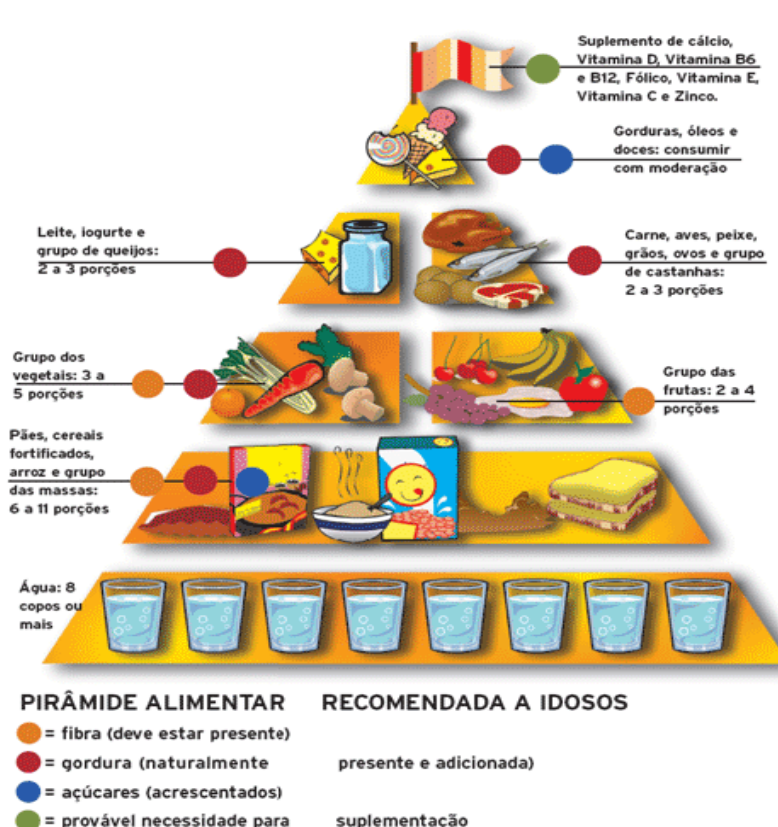 Suplemento de cálcio,
Vitamina D, Vitamina B6
e B12, Fólico, Vitamina E,
Vitamina C e Zinco.
Gorduras, óleos e
doces: consumir
com moderação
Leite, iogurte e
grupo de queijos:
2 a 3 porções
Carne, aves, peixe,
grãos, ovos e grupo
de castanhas:
2 a 3 porções
Grupo dos
vegetais: 3 a
5 porções
Grupo das
frutas: 2 a 4
porções
Pães, cereais
fortificados,
arroz e grupo
das massas:
6 a 11 porções
Água: 8
copos ou
mais
PIRÂMIDE ALIMENTAR RECOMENDADA A IDOSOS
= fibra (deve estar presente)
= gordura (naturalmente presente e adicionada)
= açúcares (acrescentados)
= provável necessidade para suplementação